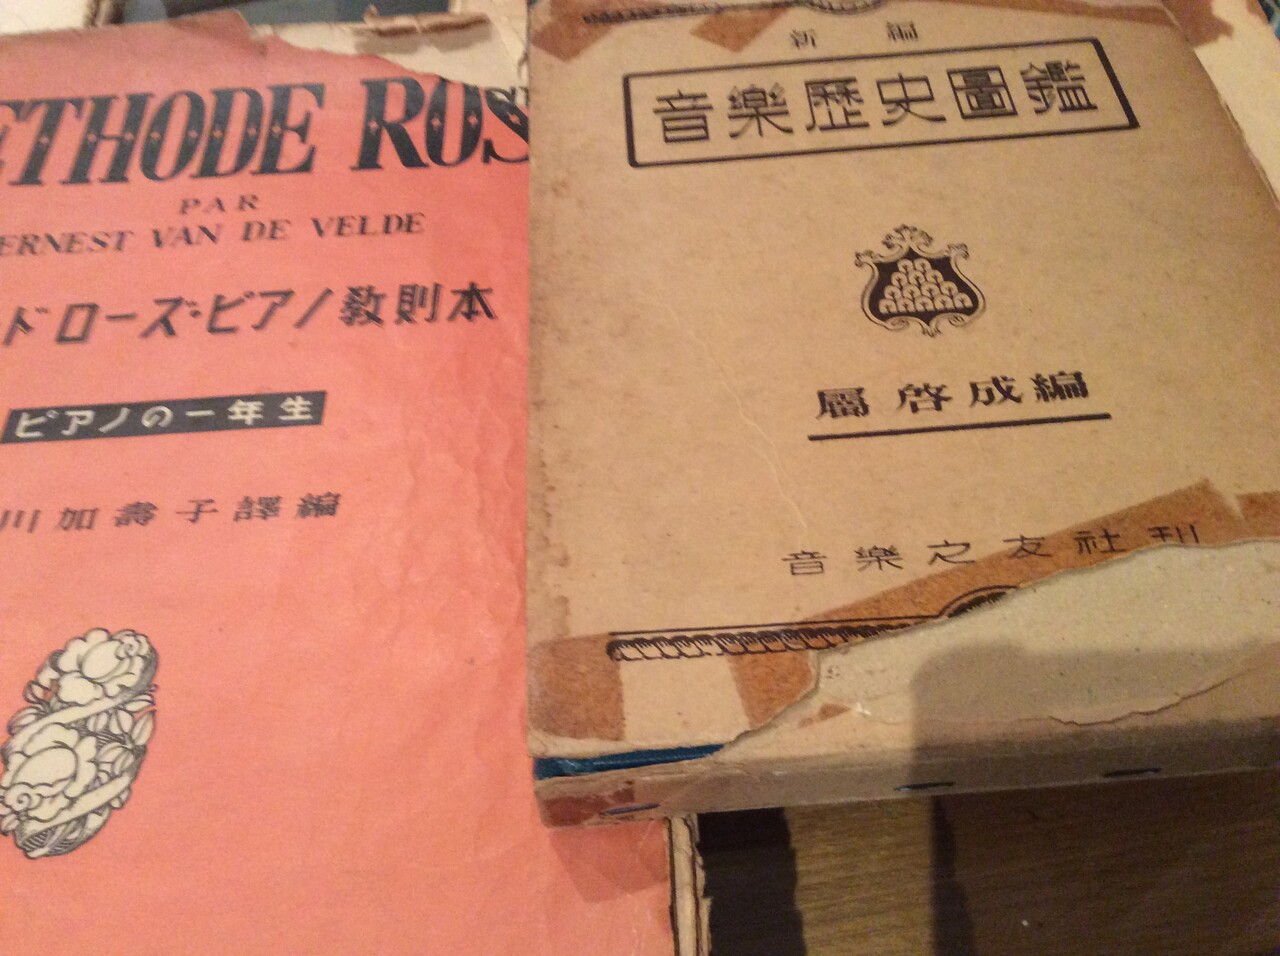 ETHODE ROS
PAR
ERNEST VAN DE VELDE
ドローズ・ピアノ教則本
ピアノの一年生
川加壽子譯編
新編
音樂歷史圖鑑
屬啓成編
音樂之友社刊